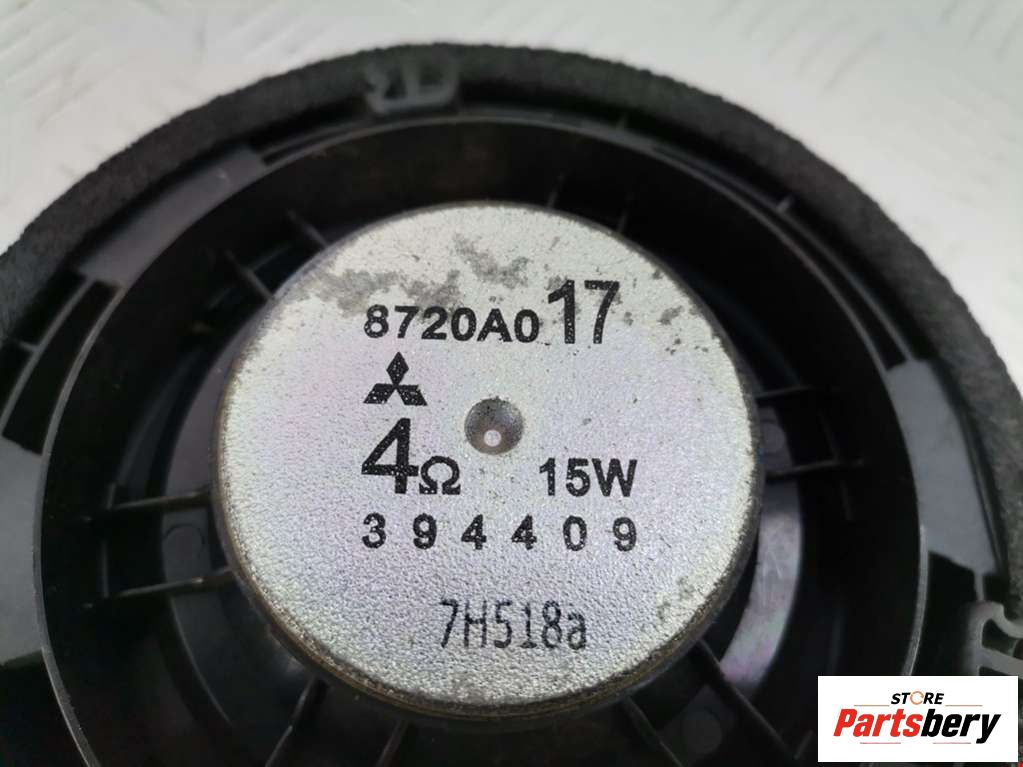 8720A017
4Ω 15W
394409
7H518a
STORE
Partsbery